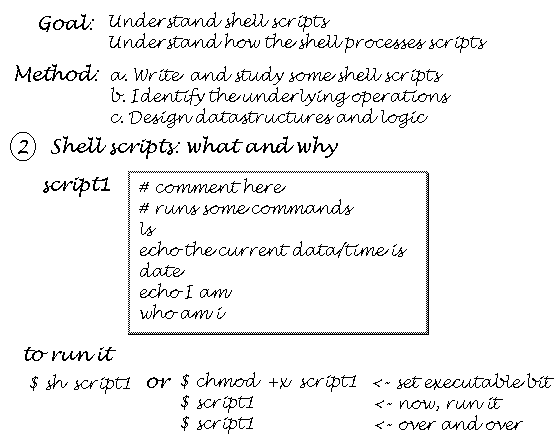 Goal: Understand shell scripts
Understand how the shell processes scripts
Method: a. Write and study some shell scripts
b. Identify the underlying operations
c. Design datastructures and logic
2 Shell scripts: what and why
script1 # comment here
# runs some commands
ls
echo the current data/time is
date
echo I am
who am i
to run it
$ sh script1 or $ chmod +x script1 <- set executable bit
$ script1 <- now, run it
$ script1 <- over and over